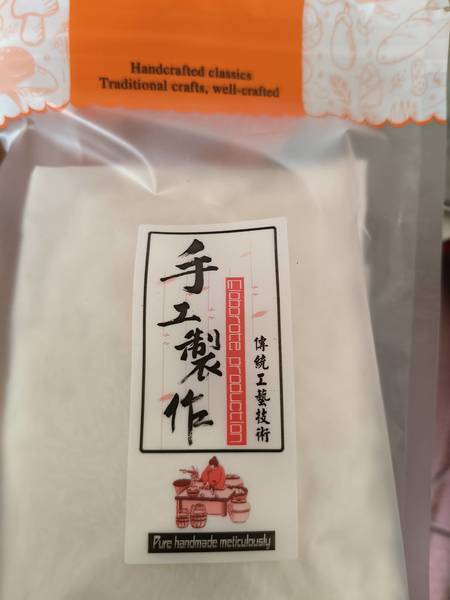 Handcrafted classics
Traditional crafts, well-crafted
手工製作
Elaborate production
傳統工藝技術
Pure handmade meticulously